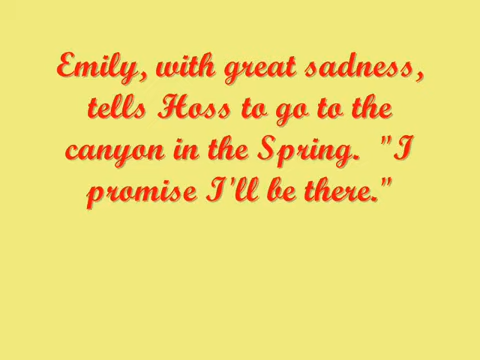 Emily, with great sadness,
tells Hoss to go to the
canyon in the Spring.  "I
promise I'll be there."